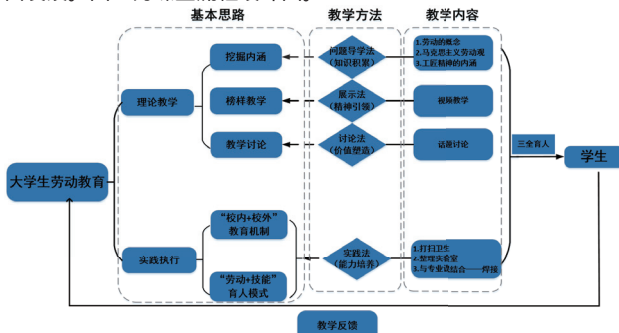 基本思路
教学方法
教学内容
挖掘内涵
问题导学法
（知识积累）
1.劳动的概念
2.马克思主义劳动观
3.工匠精神的内涵
理论教学
榜样教学
展示法
（精神引领）
视频教学
教学讨论
讨论法
（价值塑造）
话题讨论
三全育人
学生
大学生劳动教育
“校内+校外”
教育机制
实践执行
实践法
（能力培养）
1.打扫卫生
2.整理实验室
3.与专业课结合——焊接
“劳动+技能”
育人模式
教学反馈